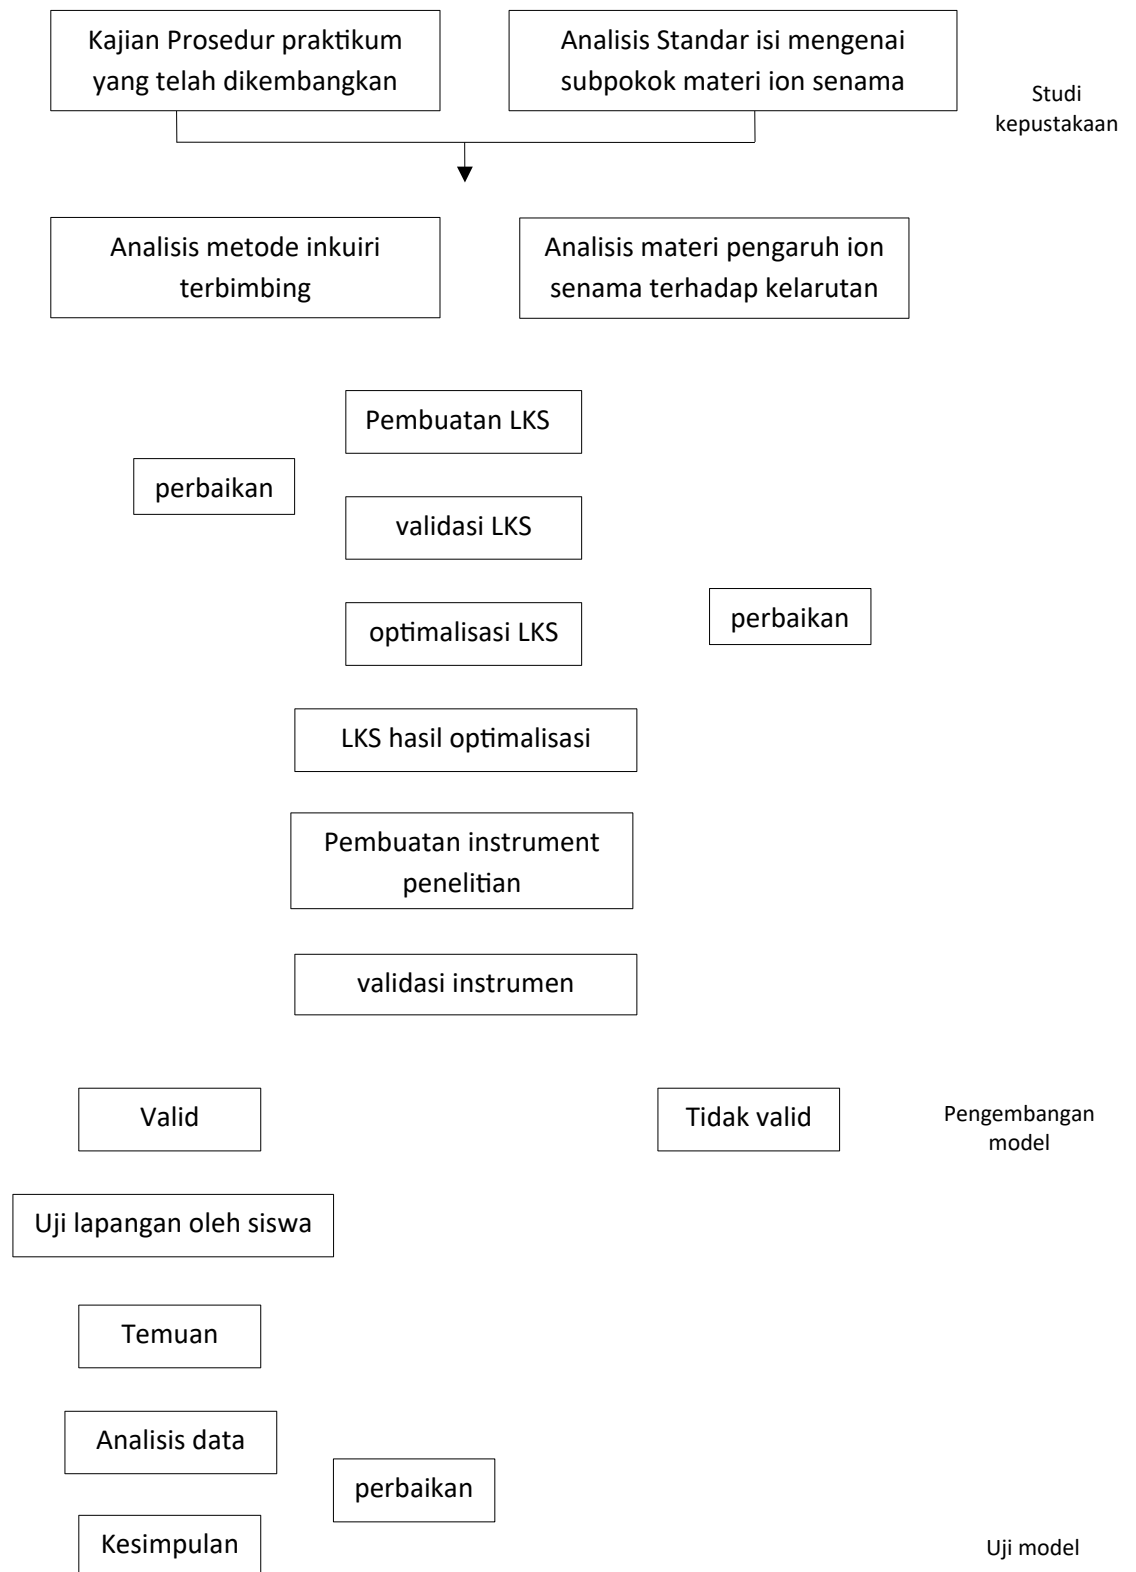 Kajian Prosedur praktikum
yang telah dikembangkan
Analisis Standar isi mengenai
subpokok materi ion senama
Studi
kepustakaan
Analisis metode inkuiri
terbimbing
Analisis materi pengaruh ion
senama terhadap kelarutan
Pembuatan LKS
perbaikan
validasi LKS
optimalisasi LKS
perbaikan
LKS hasil optimalisasi
Pembuatan instrument
penelitian
validasi instrumen
Valid
Tidak valid
Pengembangan
model
Uji lapangan oleh siswa
Temuan
Analisis data
perbaikan
Kesimpulan
Uji model